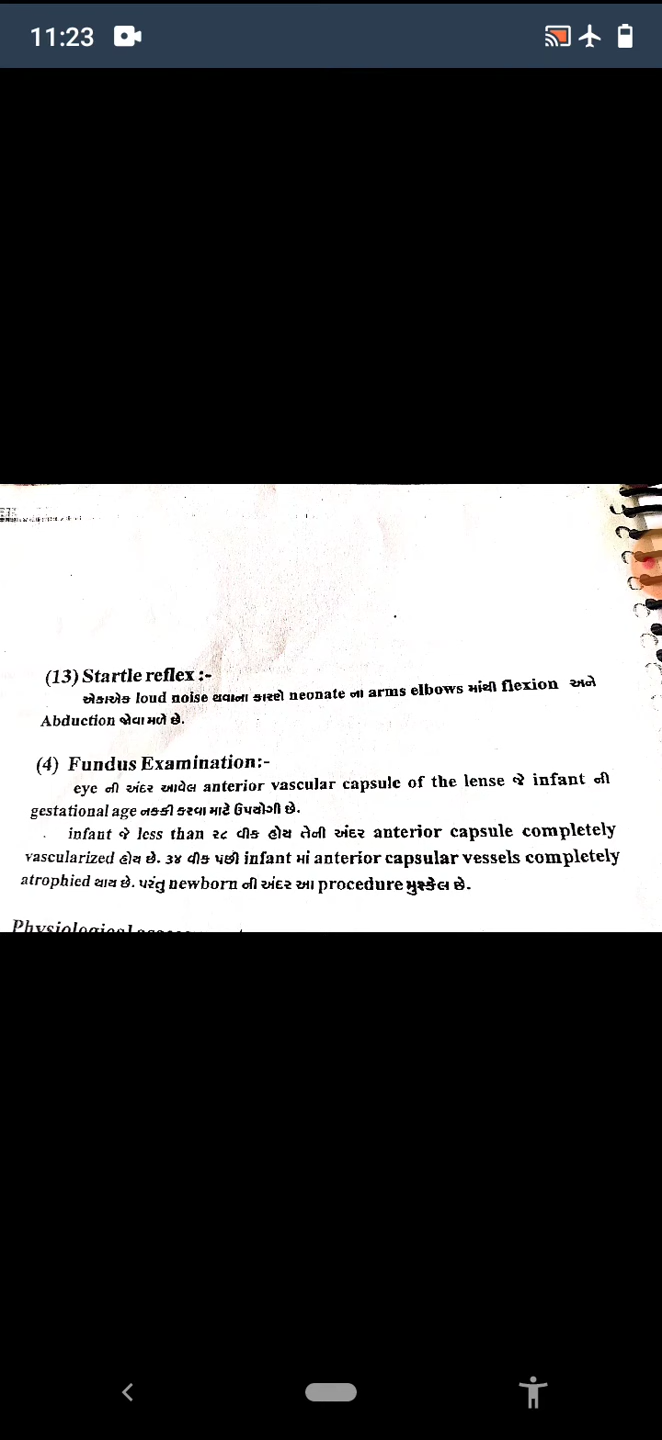 11:23
(13) Startle reflex :-
એકાએક loud noise થવાના કારણે neonate ના arms elbows માંથી flexion અને
Abduction જોવા મળે છે.
(4) Fundus Examination:-
eye ની અંદર આવેલ anterior vascular capsule of the lense જે infant ની
gestational age નક્કી કરવા માટે ઉપયોગી છે.
infant જે less than ૨૮ વીક હોય તેની અંદર anterior capsule completely
vascularized હોય છે. ૩૪ વીક પછી infant માં anterior capsular vessels completely
atrophied થાય છે. પરંતુ newborn ની અંદર આ procedure મુશ્કેલ છે.